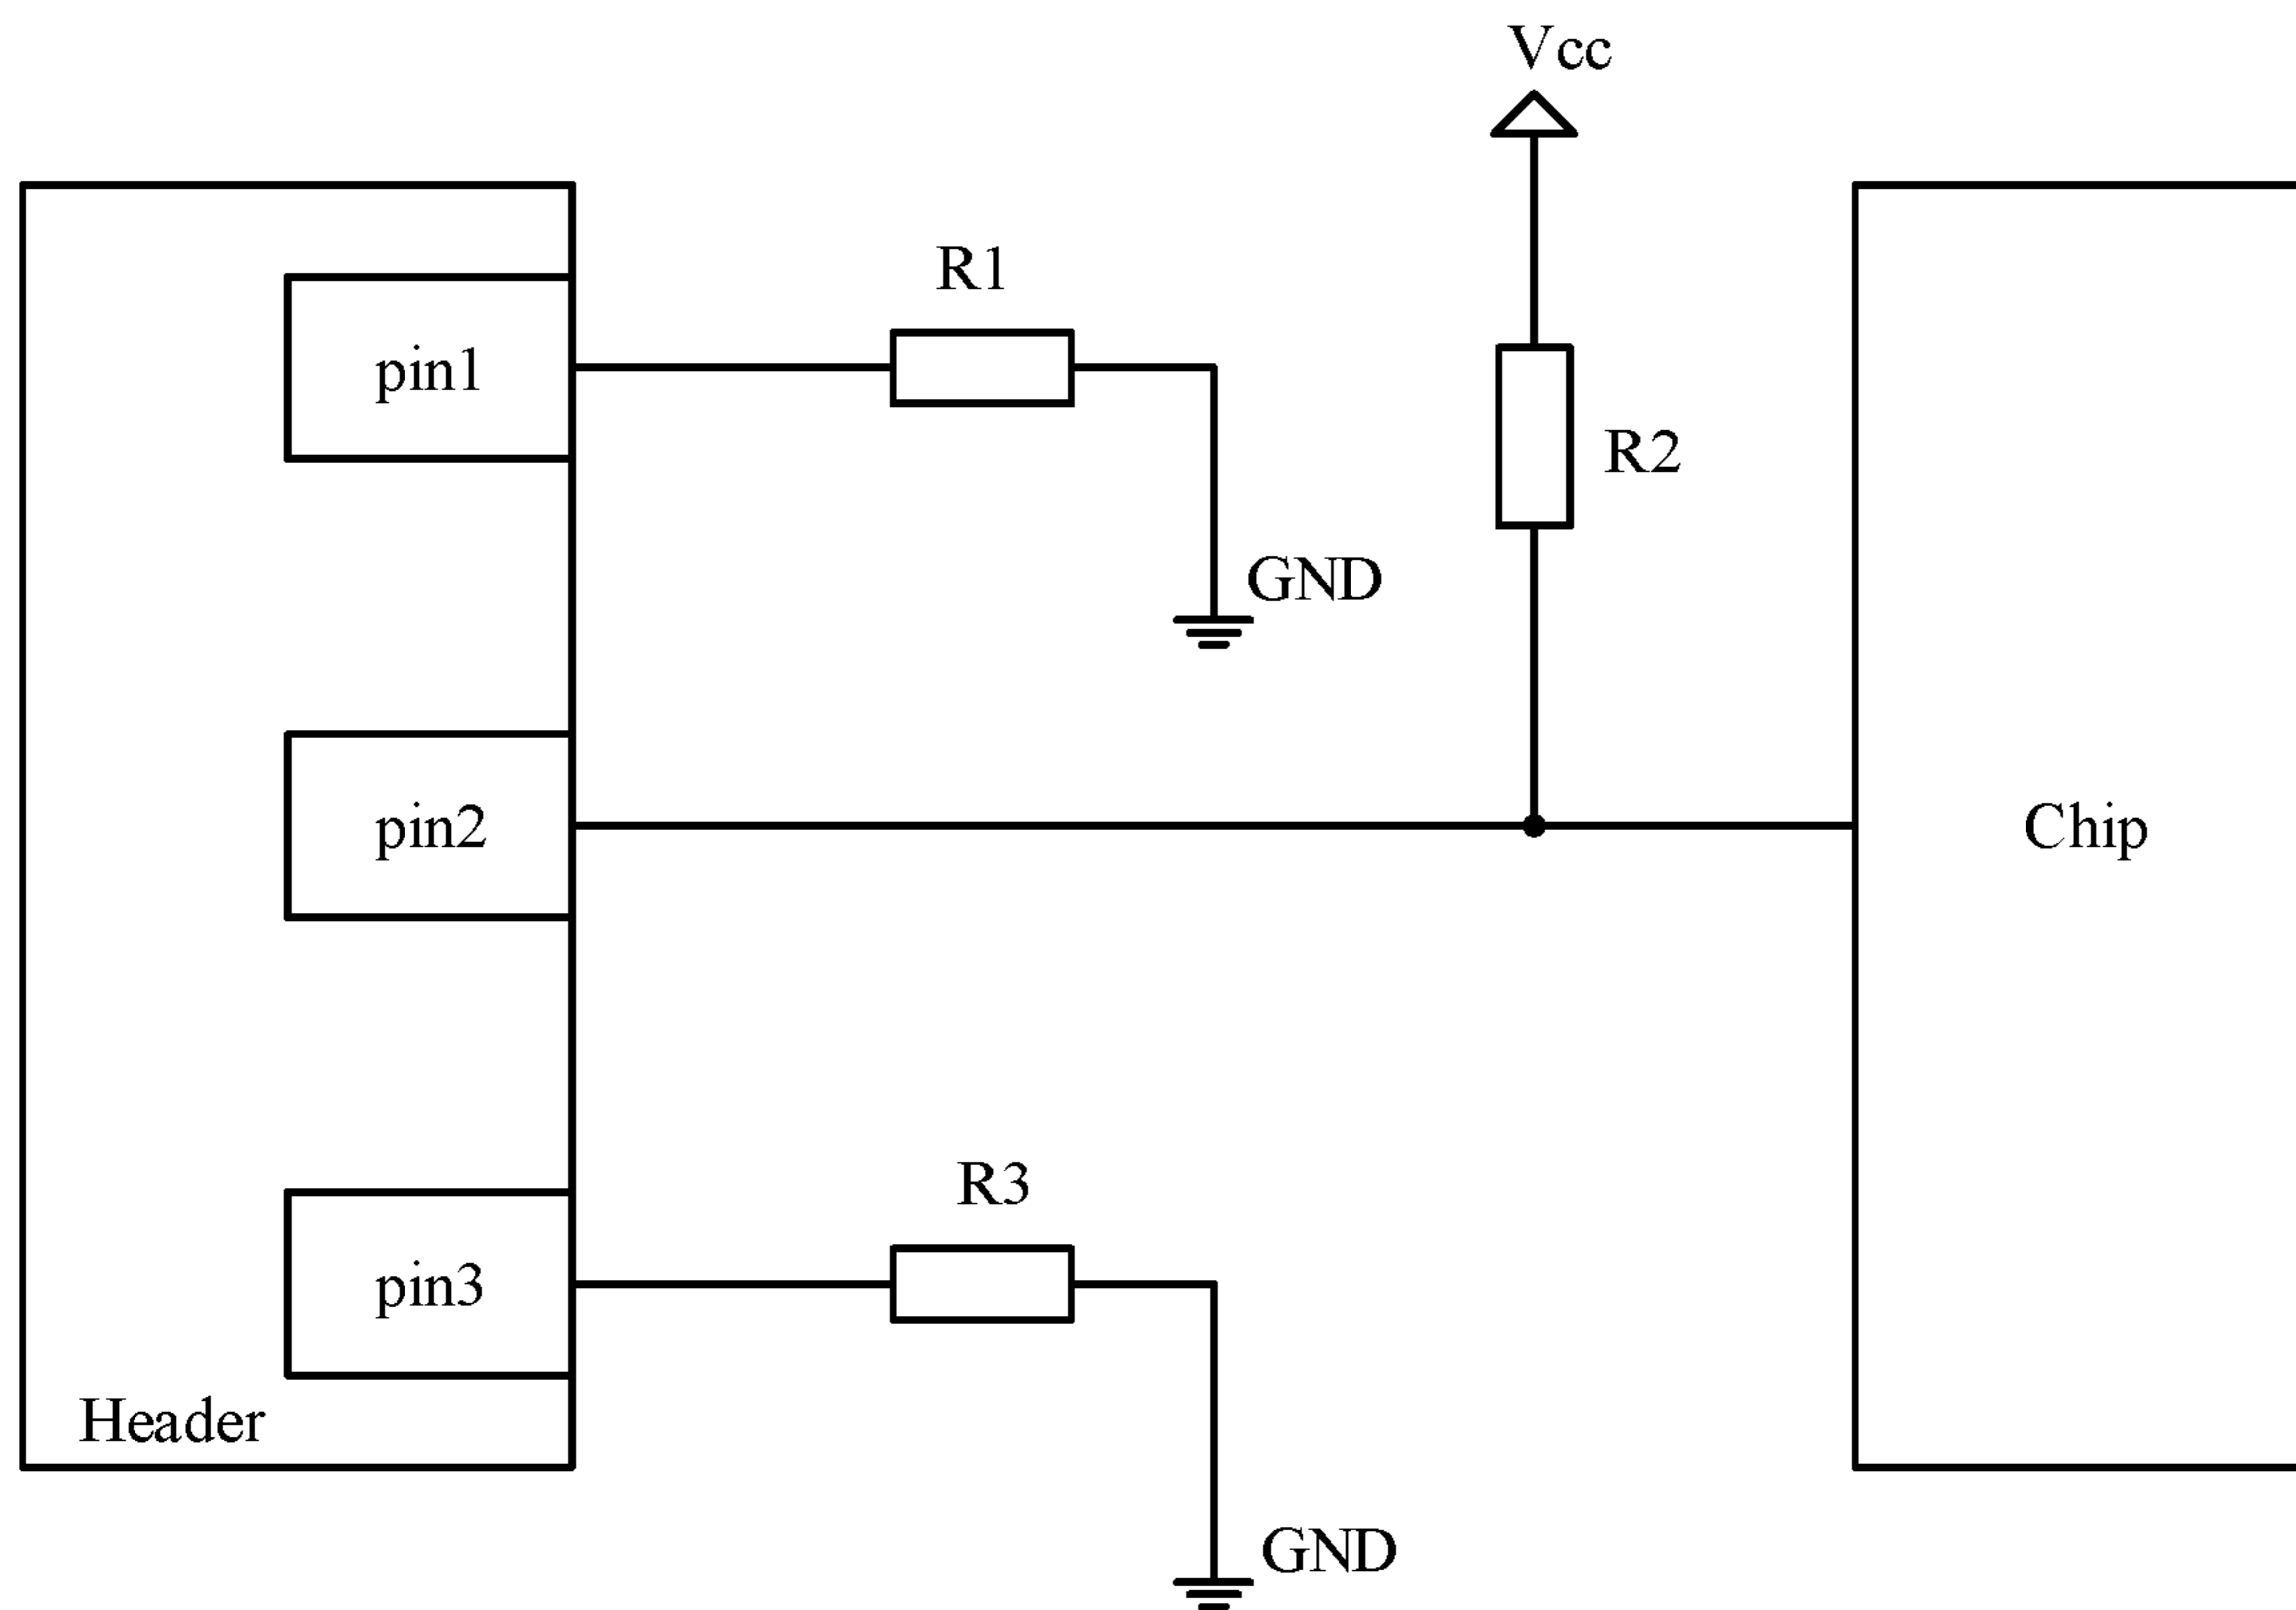 Vcc
R1
pin1
R2
GND
pin2
Chip
R3
pin3
Header
GND